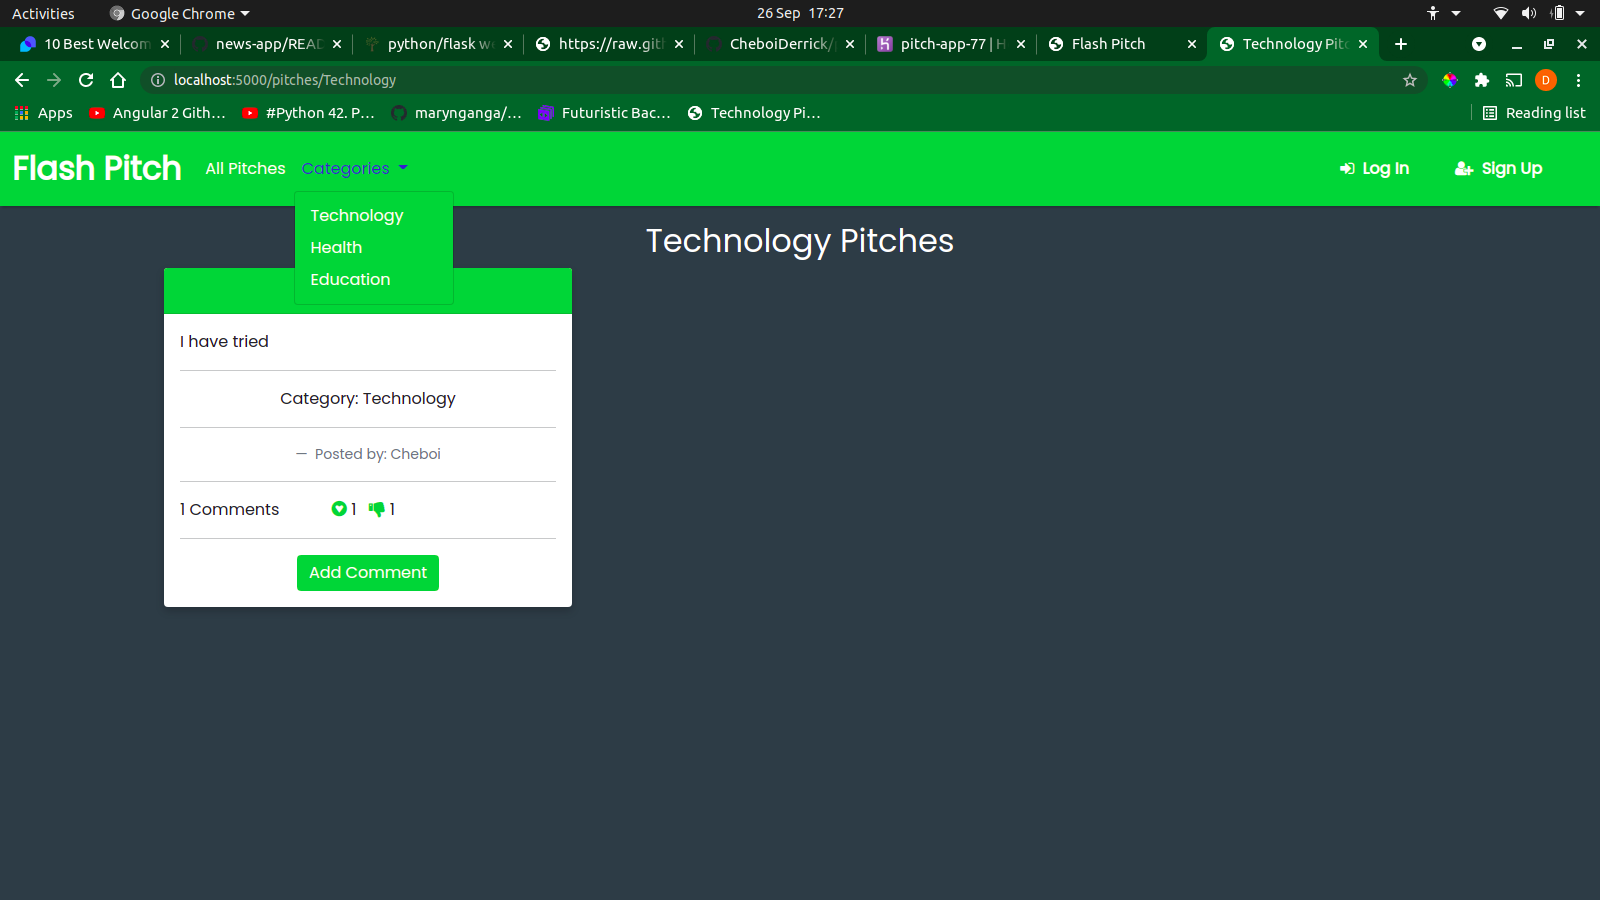 Activities Google Chrome 26 Sep 17:27
10 Best Welcom news-app/READ python/flask w https://raw.gith CheboiDerrick/ pitch-app-77 | H Flash Pitch Technology Pitc
localhost:5000/pitches/Technology D
Apps Angular 2 Gith... #Python 42. P... marynganga/... Futuristic Bac... Technology Pi... Reading list
Flash Pitch All Pitches Categories Log In Sign Up
Technology
Health
Education
Technology Pitches
I have tried
Category: Technology
— Posted by: Cheboi
1 Comments 1 1
Add Comment